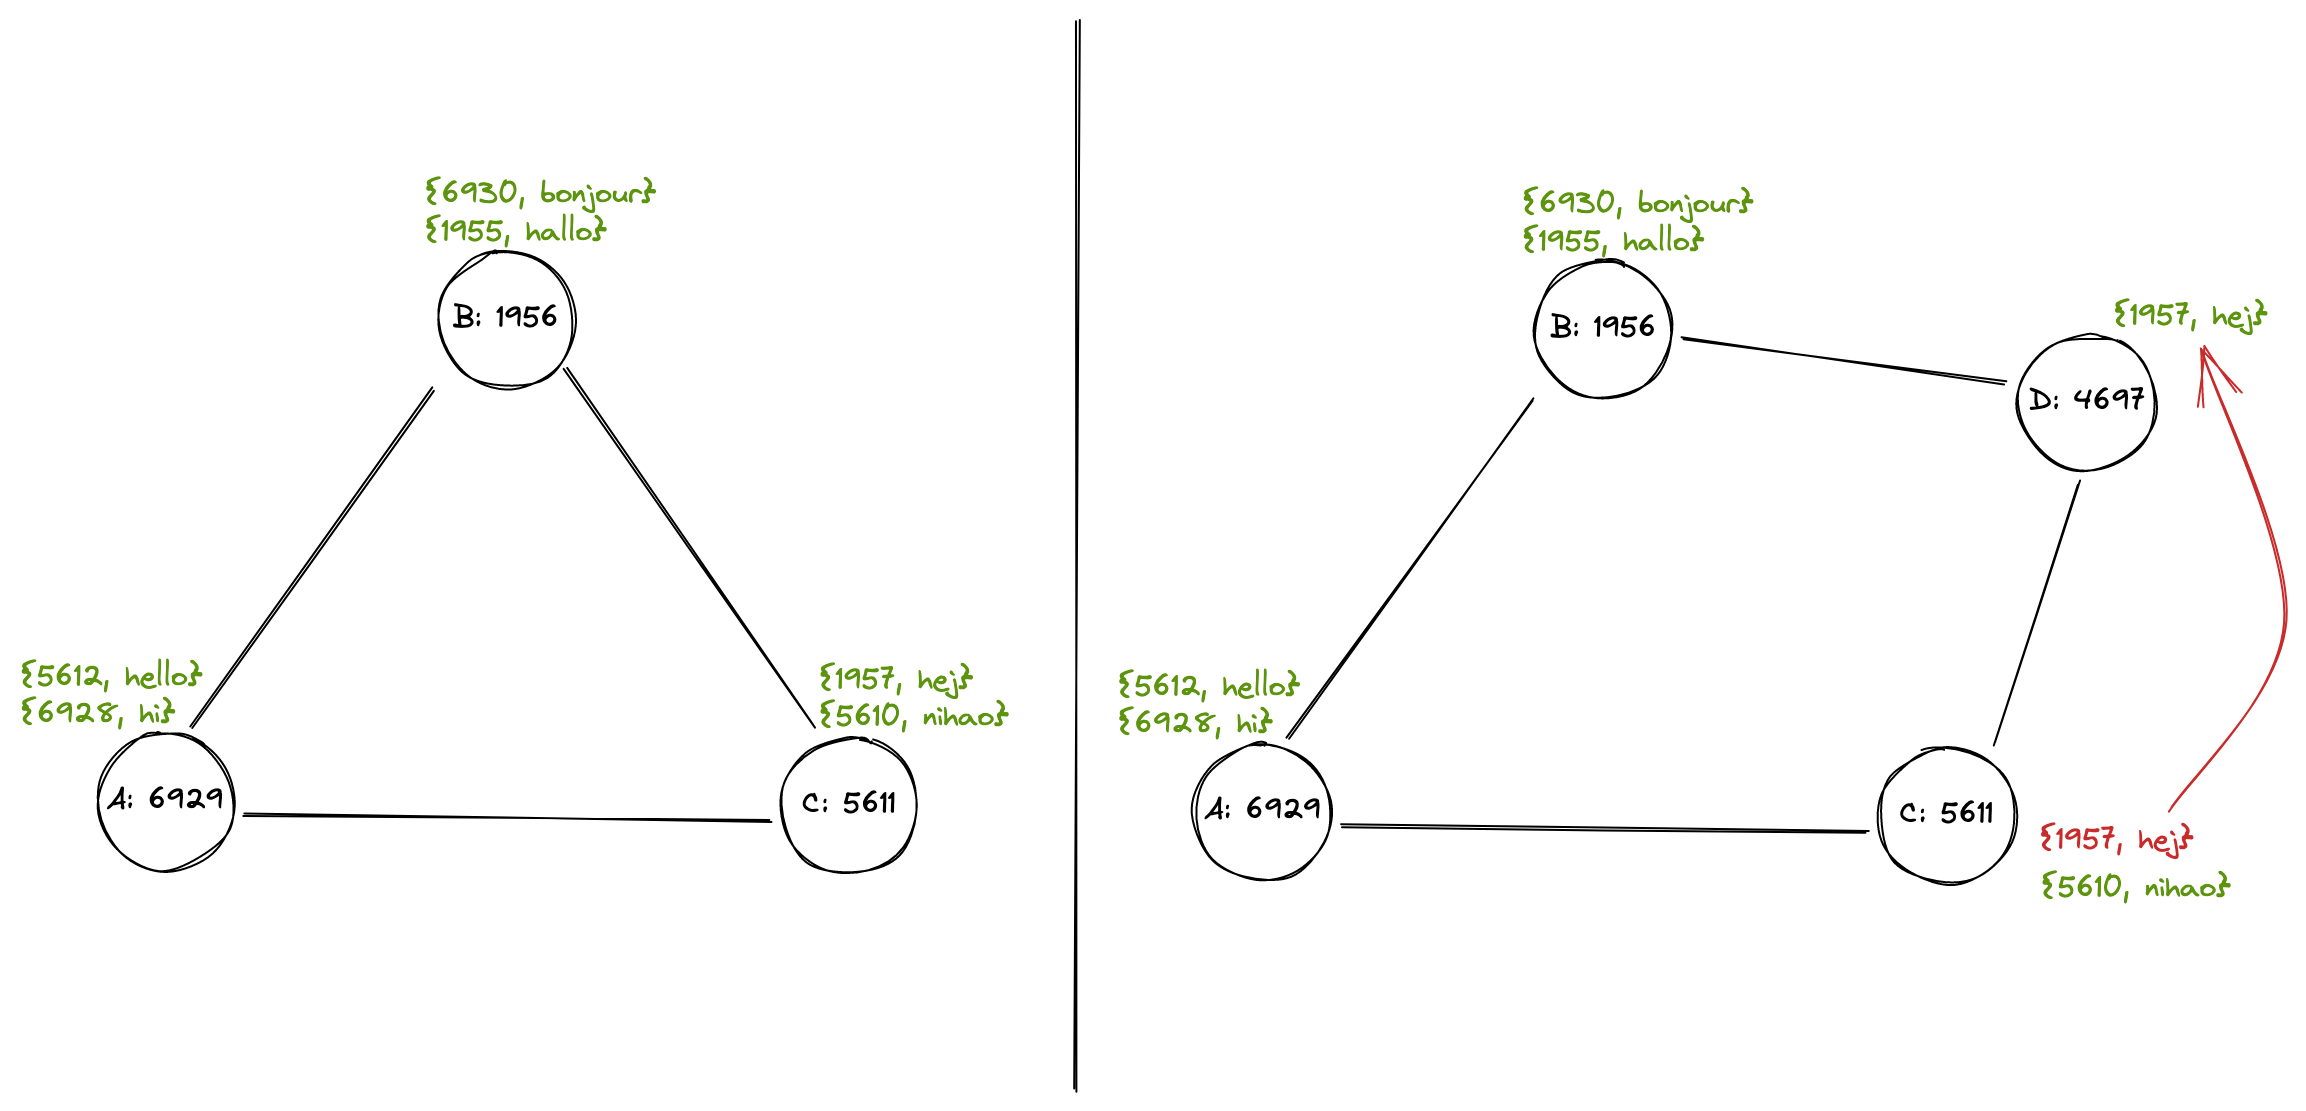 {6930, bonjour}
{1955, hallo}
B: 1956
{5612, hello}
{6928, hi}
A: 6929
{1957, hej}
{5610, nihao}
C: 5611
{6930, bonjour}
{1955, hallo}
B: 1956
{1957, hej}
D: 4697
{5612, hello}
{6928, hi}
A: 6929
C: 5611
{1957, hej}
{5610, nihao}